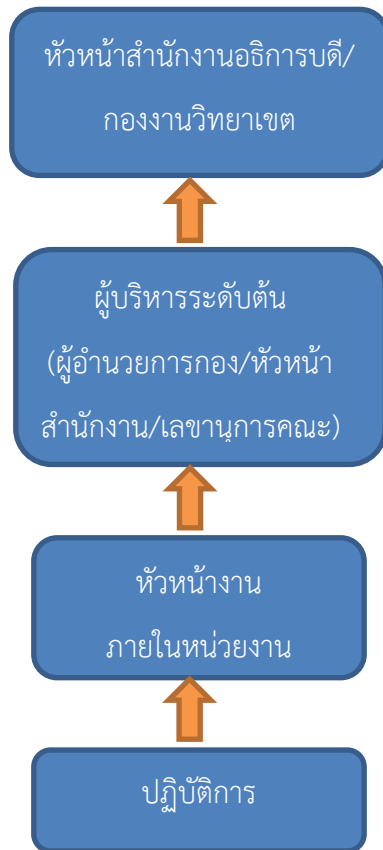 หัวหน้าสำนักงานอธิการบดี/
กองงานวิทยาเขต
ผู้บริหารระดับต้น
(ผู้อำนวยการกอง/หัวหน้า
สำนักงาน/เลขานุการคณะ)
หัวหน้างาน
ภายในหน่วยงาน
ปฏิบัติการ